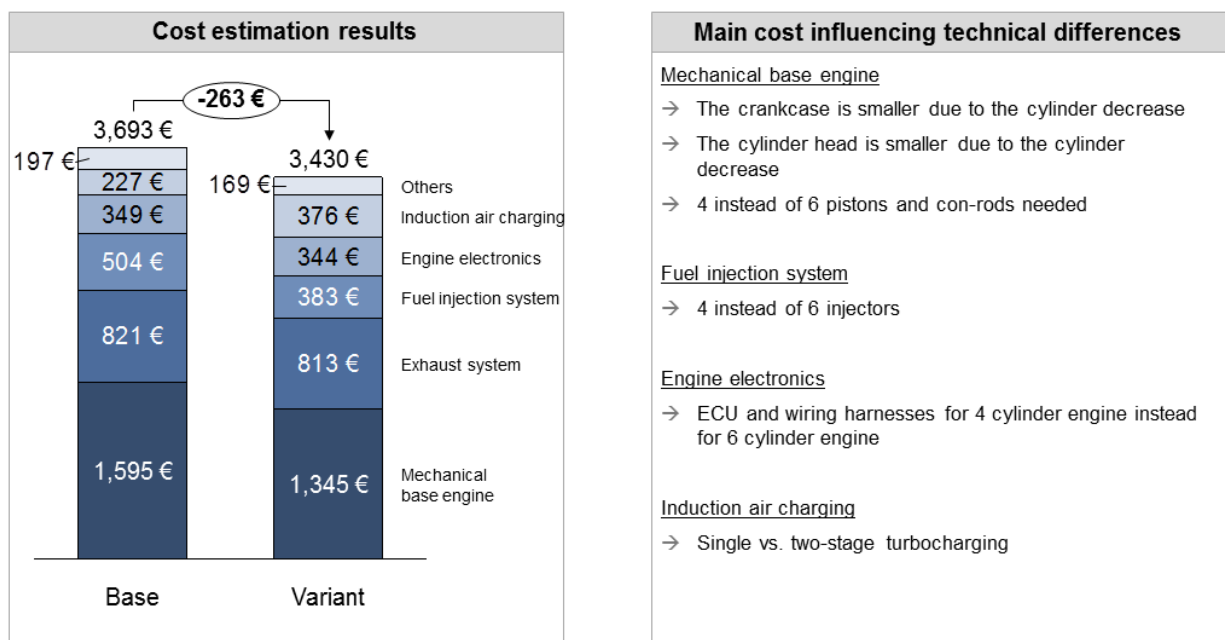 Cost estimation results
-263 €
3,693 €
197 €
227 €
349 €
504 €
821 €
1,595 €
Base
3,430 €
169 €
376 €
344 €
383 €
813 €
1,345 €
Variant
Others
Induction air charging
Engine electronics
Fuel injection system
Exhaust system
Mechanical
base engine
Main cost influencing technical differences
Mechanical base engine
→ The crankcase is smaller due to the cylinder decrease
→ The cylinder head is smaller due to the cylinder
decrease
→ 4 instead of 6 pistons and con-rods needed
Fuel injection system
→ 4 instead of 6 injectors
Engine electronics
→ ECU and wiring harnesses for 4 cylinder engine instead
for 6 cylinder engine
Induction air charging
→ Single vs. two-stage turbocharging